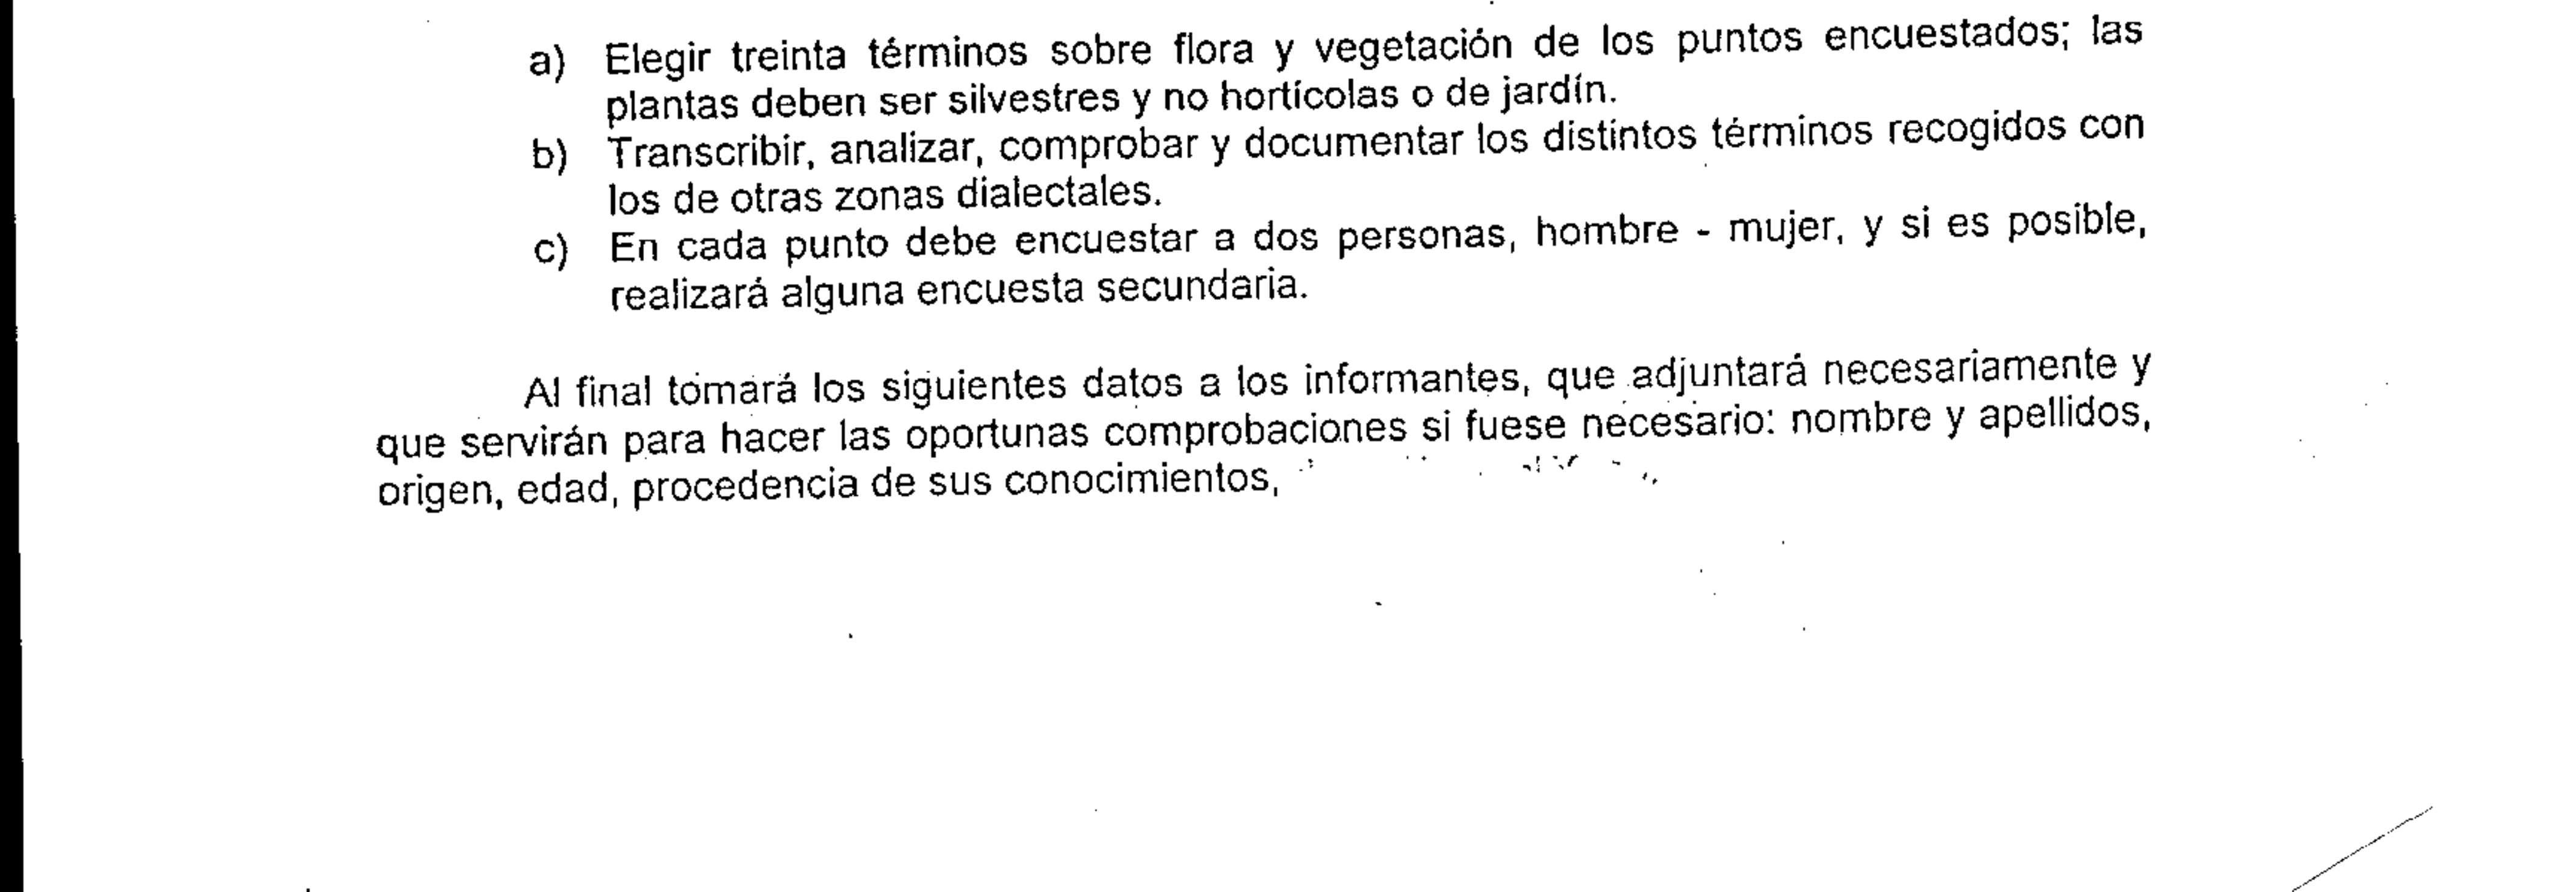 a) Elegir treinta términos sobre flora y vegetación de los puntos encuestados; las
plantas deben ser silvestres y no hortícolas o de jardín.
b) Transcribir, analizar, comprobar y documentar los distintos términos recogidos con
los de otras zonas dialectales.
c) En cada punto debe encuestar a dos personas, hombre - mujer, y si es posible,
realizará alguna encuesta secundaria.
Al final tomará los siguientes datos a los informantes, que adjuntará necesariamente y
que servirán para hacer las oportunas comprobaciones si fuese necesario: nombre y apellidos,
origen, edad, procedencia de sus conocimientos,